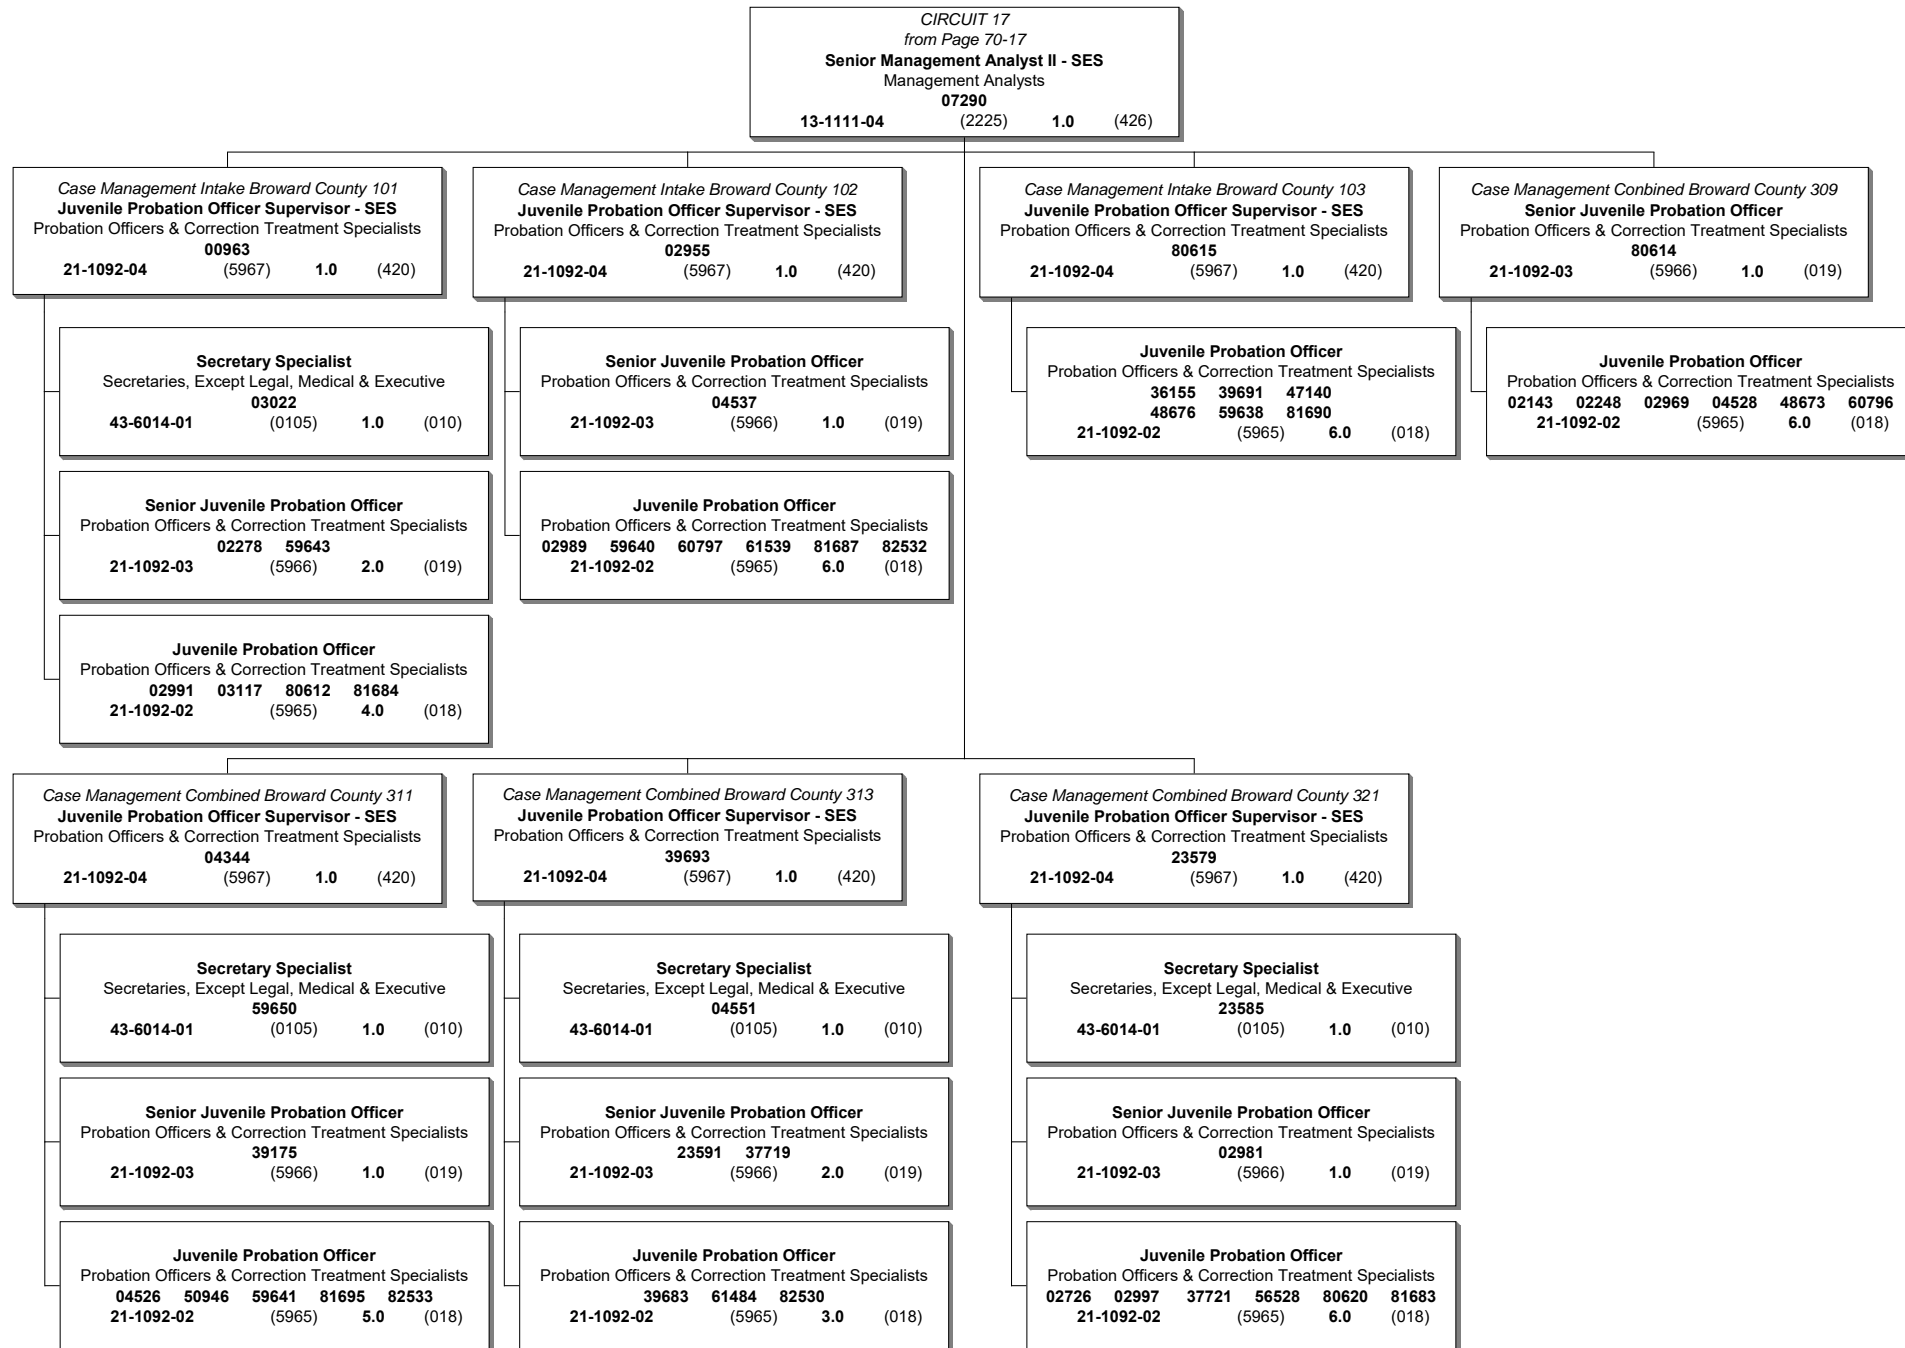 CIRCUIT 17
from Page 70-17
Senior Management Analyst II - SES
Management Analysts
07290
13-1111-04 (2225) 1.0 (426)
Case Management Intake Broward County 101
Juvenile Probation Officer Supervisor - SES
Probation Officers & Correction Treatment Specialists
00963
21-1092-04 (5967) 1.0 (420)
Secretary Specialist
Secretaries, Except Legal, Medical & Executive
03022
43-6014-01 (0105) 1.0 (010)
Senior Juvenile Probation Officer
Probation Officers & Correction Treatment Specialists
02278 59643
21-1092-03 (5966) 2.0 (019)
Juvenile Probation Officer
Probation Officers & Correction Treatment Specialists
02991 03117 80612 81684
21-1092-02 (5965) 4.0 (018)
Case Management Intake Broward County 102
Juvenile Probation Officer Supervisor - SES
Probation Officers & Correction Treatment Specialists
02955
21-1092-04 (5967) 1.0 (420)
Senior Juvenile Probation Officer
Probation Officers & Correction Treatment Specialists
04537
21-1092-03 (5966) 1.0 (019)
Juvenile Probation Officer
Probation Officers & Correction Treatment Specialists
02989 59640 60797 61539 81687 82532
21-1092-02 (5965) 6.0 (018)
Case Management Intake Broward County 103
Juvenile Probation Officer Supervisor - SES
Probation Officers & Correction Treatment Specialists
80615
21-1092-04 (5967) 1.0 (420)
Juvenile Probation Officer
Probation Officers & Correction Treatment Specialists
36155 39691 47140
48676 59638 81690
21-1092-02 (5965) 6.0 (018)
Case Management Combined Broward County 309
Senior Juvenile Probation Officer
Probation Officers & Correction Treatment Specialists
80614
21-1092-03 (5966) 1.0 (019)
Juvenile Probation Officer
Probation Officers & Correction Treatment Specialists
02143 02248 02969 04528 48673 60796
21-1092-02 (5965) 6.0 (018)
Case Management Combined Broward County 311
Juvenile Probation Officer Supervisor - SES
Probation Officers & Correction Treatment Specialists
04344
21-1092-04 (5967) 1.0 (420)
Secretary Specialist
Secretaries, Except Legal, Medical & Executive
59650
43-6014-01 (0105) 1.0 (010)
Senior Juvenile Probation Officer
Probation Officers & Correction Treatment Specialists
39175
21-1092-03 (5966) 1.0 (019)
Juvenile Probation Officer
Probation Officers & Correction Treatment Specialists
04526 50946 59641 81695 82533
21-1092-02 (5965) 5.0 (018)
Case Management Combined Broward County 313
Juvenile Probation Officer Supervisor - SES
Probation Officers & Correction Treatment Specialists
39693
21-1092-04 (5967) 1.0 (420)
Secretary Specialist
Secretaries, Except Legal, Medical & Executive
04551
43-6014-01 (0105) 1.0 (010)
Senior Juvenile Probation Officer
Probation Officers & Correction Treatment Specialists
23591 37719
21-1092-03 (5966) 2.0 (019)
Juvenile Probation Officer
Probation Officers & Correction Treatment Specialists
39683 61484 82530
21-1092-02 (5965) 3.0 (018)
Case Management Combined Broward County 321
Juvenile Probation Officer Supervisor - SES
Probation Officers & Correction Treatment Specialists
23579
21-1092-04 (5967) 1.0 (420)
Secretary Specialist
Secretaries, Except Legal, Medical & Executive
23585
43-6014-01 (0105) 1.0 (010)
Senior Juvenile Probation Officer
Probation Officers & Correction Treatment Specialists
02981
21-1092-03 (5966) 1.0 (019)
Juvenile Probation Officer
Probation Officers & Correction Treatment Specialists
02726 02997 37721 56528 80620 81683
21-1092-02 (5965) 6.0 (018)